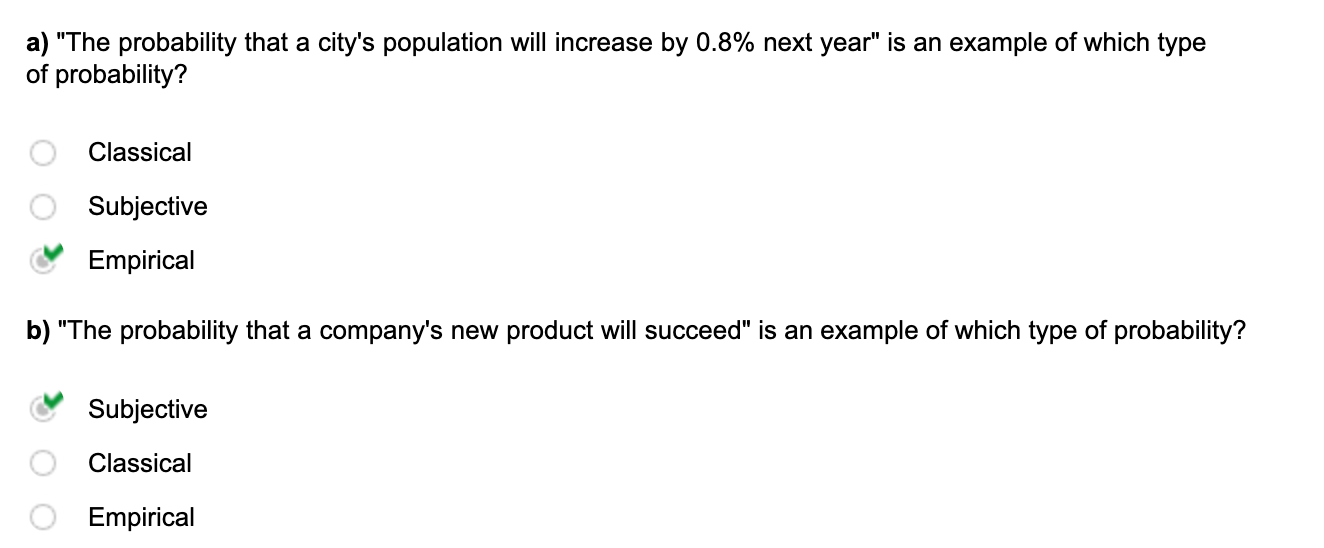 a) "The probability that a city's population will increase by 0.8% next year" is an example of which type
of probability?
Classical
Subjective
Empirical
b) "The probability that a company's new product will succeed" is an example of which type of probability?
Subjective
Classical
Empirical